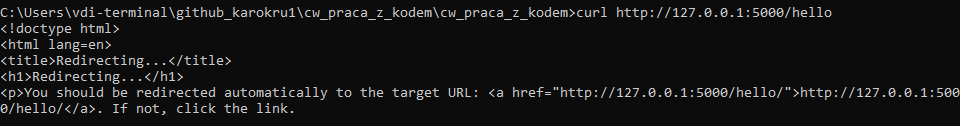 C:\Users\vdi-terminal\github_karokru1\cw_praca_z_kodem\cw_praca_z_kodem>curl http://127.0.0.1:5000/hello
<!doctype html>
<html lang=en>
<title>Redirecting...</title>
<h1>Redirecting...</h1>
<p>You should be redirected automatically to the target URL: <a href="http://127.0.0.1:5000/hello/">http://127.0.0.1:500
0/hello/</a>. If not, click the link.